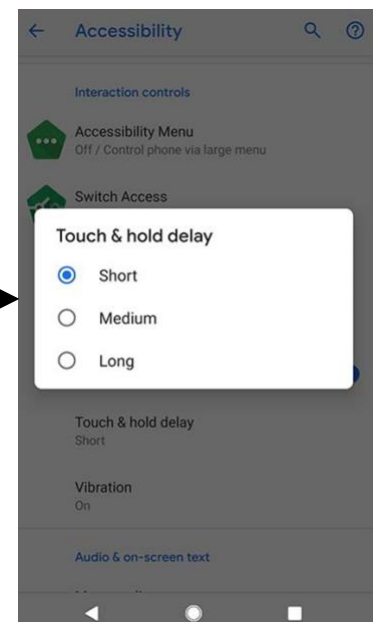 Accessibility
Interaction controls
Accessibility Menu
Off / Control phone via large menu
Switch Access
Touch & hold delay
Short
Medium
Long
Touch & hold delay
Short
Vibration
On
Audio & on-screen text